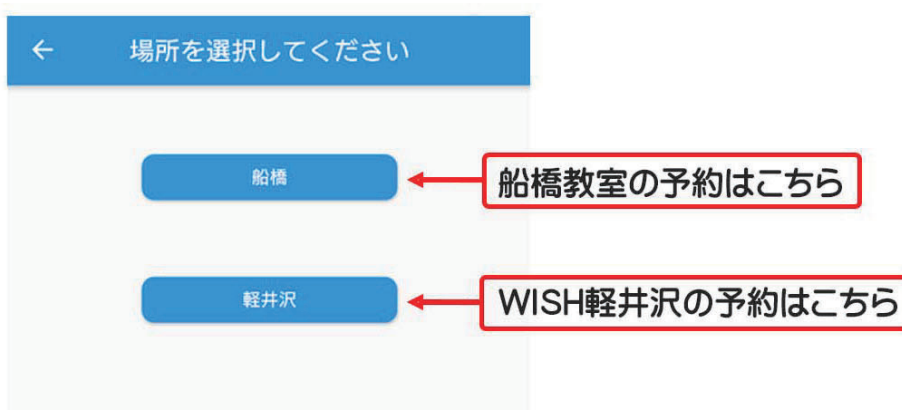 場所を選択してください
船橋
船橋教室の予約はこちら
軽井沢
WISH軽井沢の予約はこちら